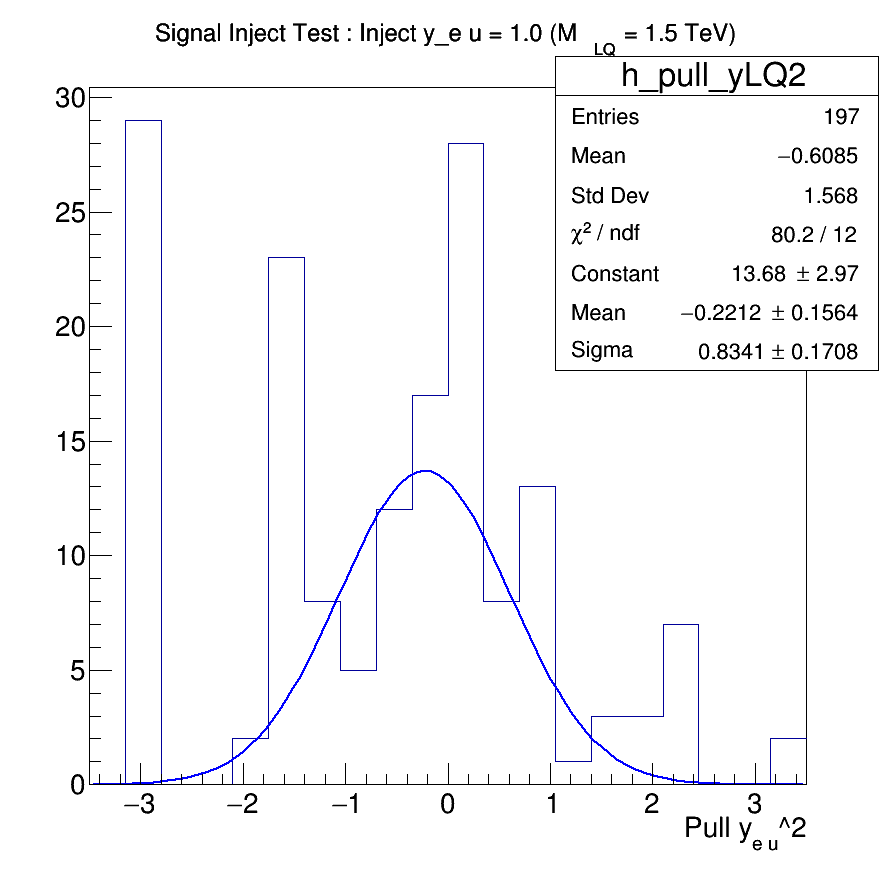 Signal Inject Test : Inject y_e u = 1.0 (M LQ = 1.5 TeV)
h_pull_yLQ2
Entries 197
Mean −0.6085
Std Dev 1.568
χ² / ndf 80.2 / 12
Constant 13.68 ± 2.97
Mean −0.2212 ± 0.1564
Sigma 0.8341 ± 0.1708
30
25
20
15
10
5
0
−3 −2 −1 0 1 2 3
Pull y e u^2